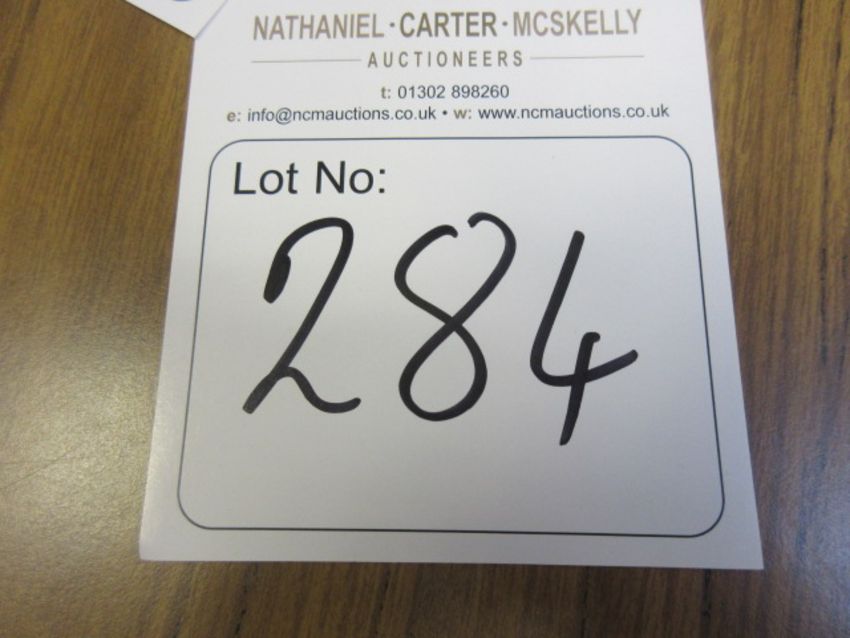 NATHANIEL · CARTER · MCSKELLY
AUCTIONEERS
t: 01302 898260
e: info@ncmauctions.co.uk • w: www.ncmauctions.co.uk
Lot No:
284